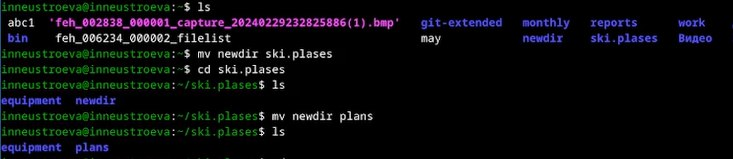 inneustroeva@inneustroeva:~$ ls
abc1 'feh_002838_000001_capture_20240229232825886(1).bmp' git-extended monthly reports work
bin feh_006234_000002_filelist may newdir ski.plases Видео
inneustroeva@inneustroeva:~$ mv newdir ski.plases
inneustroeva@inneustroeva:~$ cd ski.plases
inneustroeva@inneustroeva:~/ski.plases$ ls
equipment newdir
inneustroeva@inneustroeva:~/ski.plases$ mv newdir plans
inneustroeva@inneustroeva:~/ski.plases$ ls
equipment plans